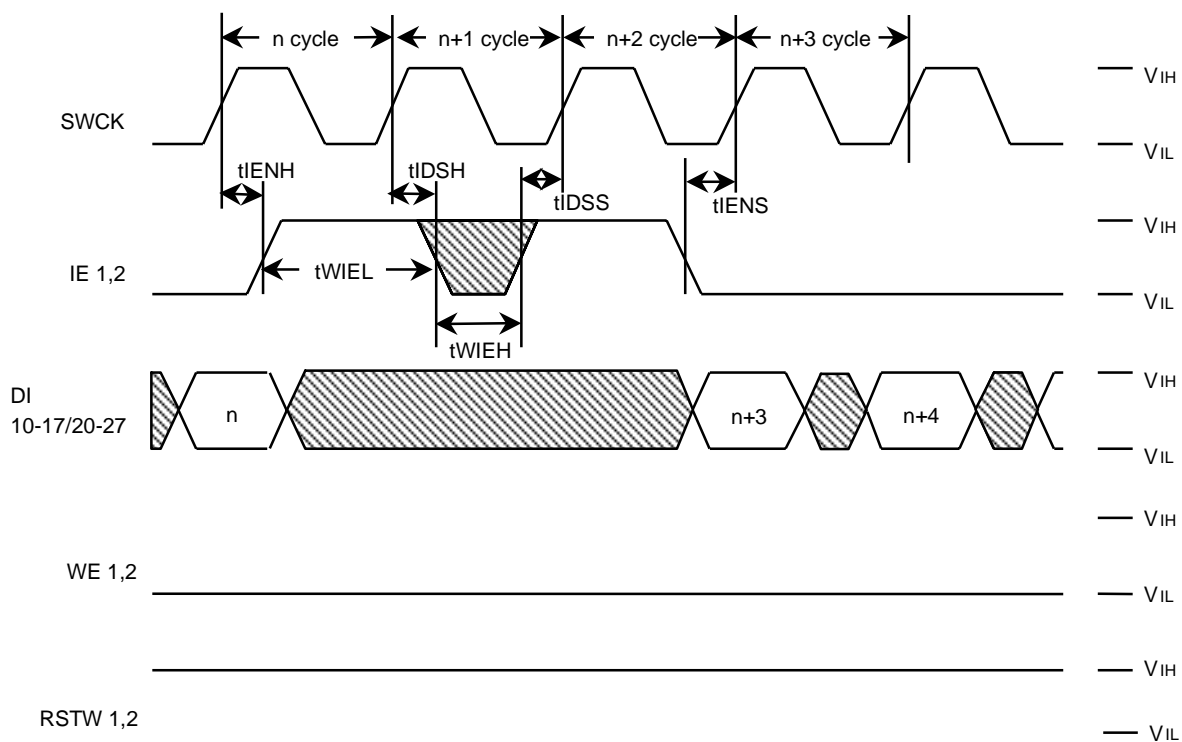 n cycle n+1 cycle n+2 cycle n+3 cycle
VIH
SWCK
VIL
tIENH tIDSH tIDSS tIENS
VIH
IE 1,2 tWIEL
VIL
tWIEH
VIH
DI
10-17/20-27 n n+3 n+4
VIL
VIH
WE 1,2
VIL
VIH
RSTW 1,2
VIL